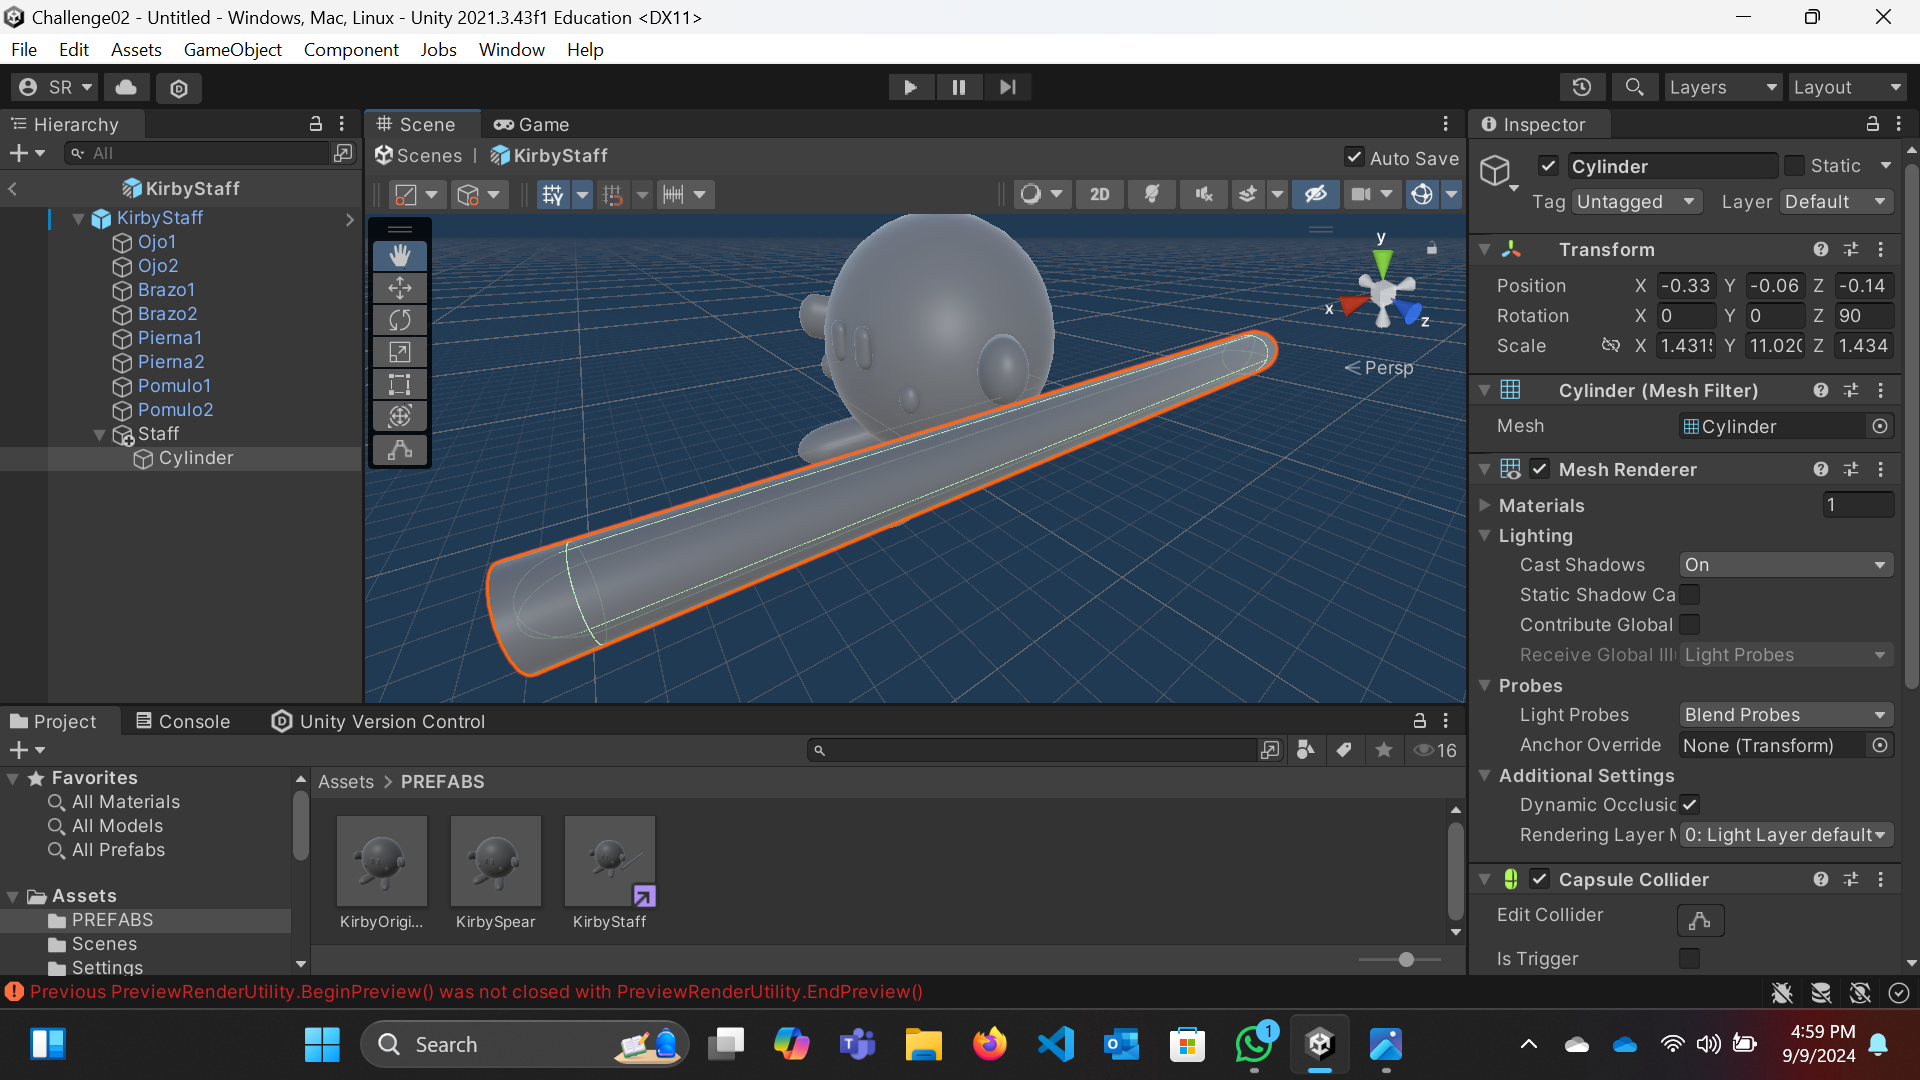 Challenge02 - Untitled - Windows, Mac, Linux - Unity 2021.3.43f1 Education <DX11>
File Edit Assets GameObject Component Jobs Window Help
SR
Layers Layout
Hierarchy
All
KirbyStaff
KirbyStaff
Ojo1
Ojo2
Brazo1
Brazo2
Pierna1
Pierna2
Pomulo1
Pomulo2
Staff
Cylinder
Scene Game
Scenes | KirbyStaff Auto Save
2D
y
x
z
Persp
Inspector
Cylinder Static
Tag Untagged Layer Default
Transform
Position X -0.33 Y -0.06 Z -0.14
Rotation X 0 Y 0 Z 90
Scale X 1.431 Y 11.020 Z 1.434
Cylinder (Mesh Filter)
Mesh Cylinder
Mesh Renderer
Materials 1
Lighting
Cast Shadows On
Static Shadow Ca
Contribute Global
Receive Global Ill Light Probes
Probes
Light Probes Blend Probes
Anchor Override None (Transform)
Additional Settings
Dynamic Occlusic
Rendering Layer M 0: Light Layer default
Capsule Collider
Edit Collider
Is Trigger
Project Console Unity Version Control
16
Favorites
All Materials
All Models
All Prefabs
Assets
PREFABS
Scenes
Settings
Assets > PREFABS
KirbyOrigi... KirbySpear KirbyStaff
Previous PreviewRenderUtility.BeginPreview() was not closed with PreviewRenderUtility.EndPreview()
Search
1
4:59 PM
9/9/2024